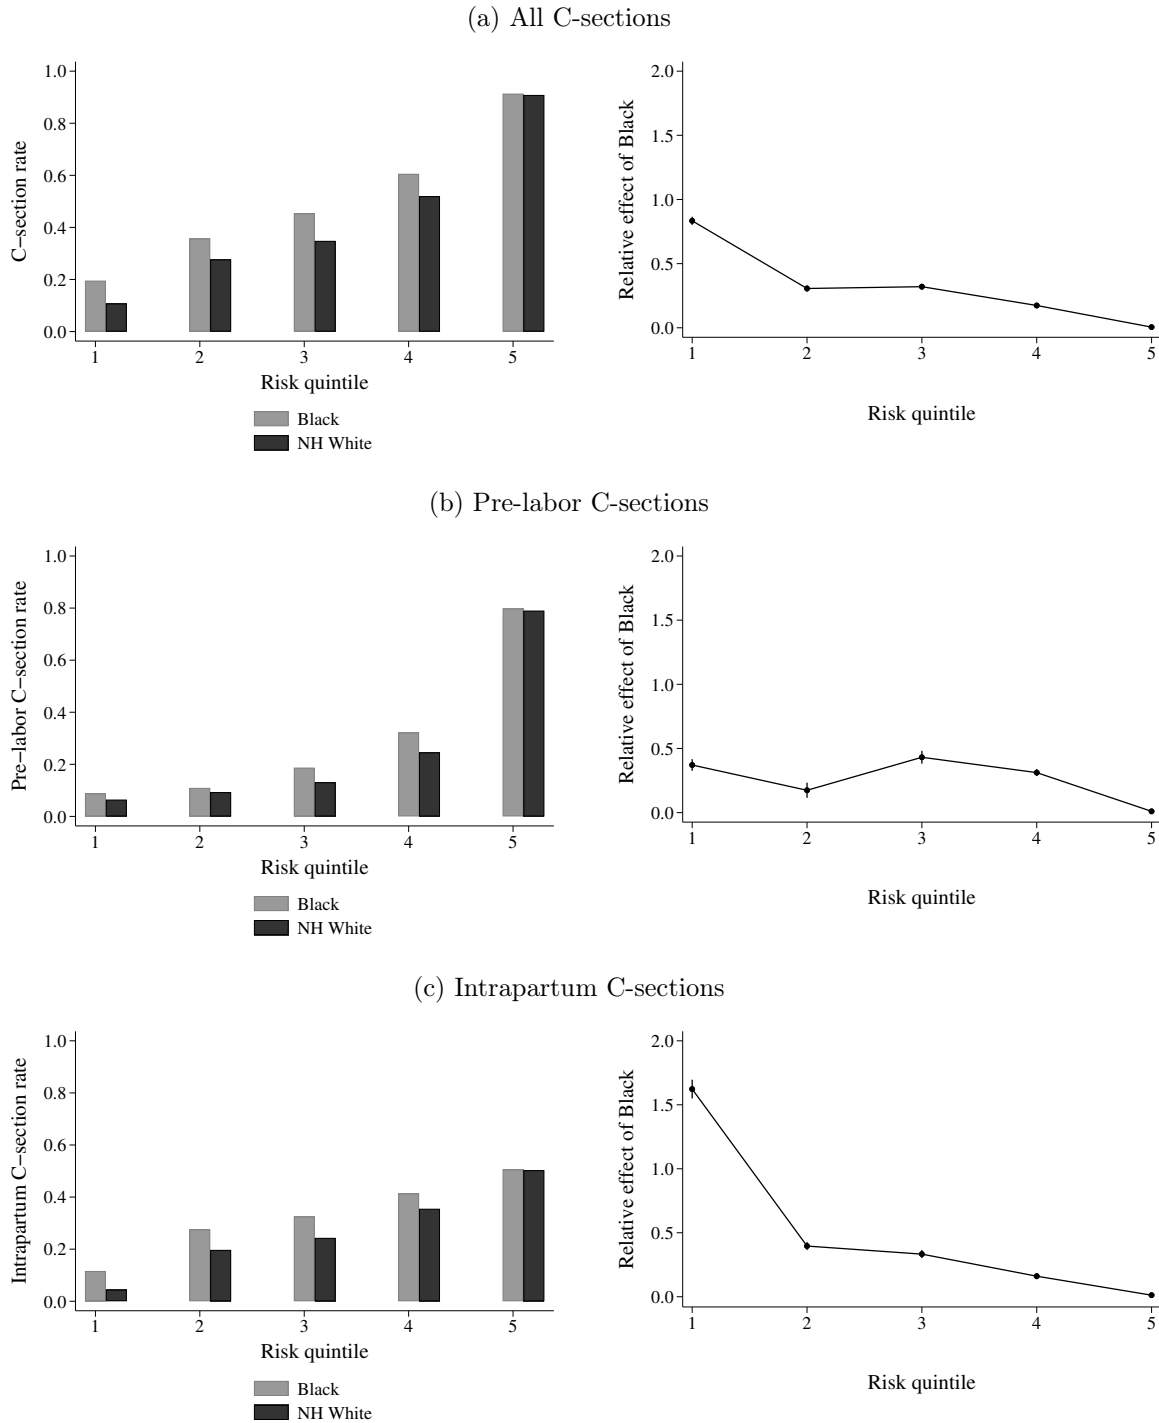 (a) All C-sections
C−section rate
1.0
0.8
0.6
0.4
0.2
0.0
1 2 3 4 5
Risk quintile
Black
NH White
Relative effect of Black
2.0
1.5
1.0
0.5
0.0
1 2 3 4 5
Risk quintile
(b) Pre-labor C-sections
Pre−labor C−section rate
1.0
0.8
0.6
0.4
0.2
0.0
1 2 3 4 5
Risk quintile
Black
NH White
Relative effect of Black
2.0
1.5
1.0
0.5
0.0
1 2 3 4 5
Risk quintile
(c) Intrapartum C-sections
Intrapartum C−section rate
1.0
0.8
0.6
0.4
0.2
0.0
1 2 3 4 5
Risk quintile
Black
NH White
Relative effect of Black
2.0
1.5
1.0
0.5
0.0
1 2 3 4 5
Risk quintile